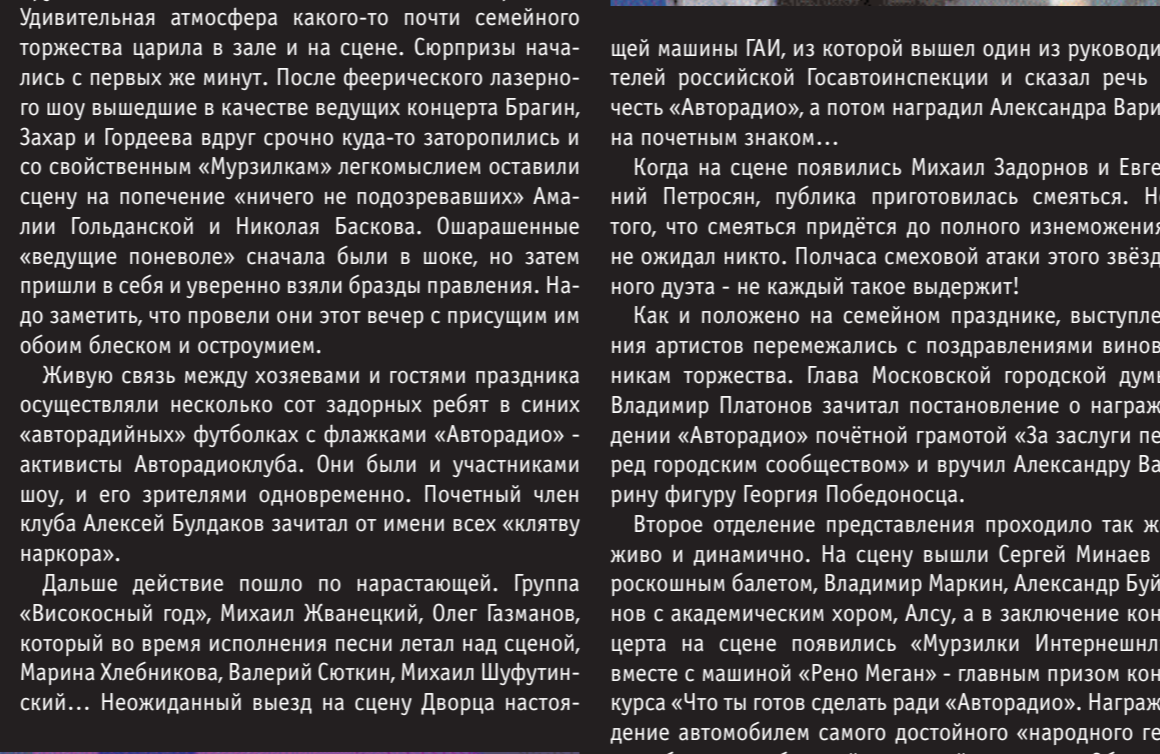 Удивительная атмосфера какого-то почти семейного
торжества царила в зале и на сцене. Сюрпризы нача-
лись с первых же минут. После феерического лазерно-
го шоу вышедшие в качестве ведущих концерта Брагин,
Захар и Гордеева вдруг срочно куда-то заторопились и
со свойственным «Мурзилкам» легкомыслием оставили
сцену на попечение «ничего не подозревавших» Ама-
лии Гольданской и Николая Баскова. Ошарашенные
«ведущие поневоле» сначала были в шоке, но затем
пришли в себя и уверенно взяли бразды правления. На-
до заметить, что провели они этот вечер с присущим им
обоим блеском и остроумием.
Живую связь между хозяевами и гостями праздника
осуществляли несколько сот задорных ребят в синих
«авторадийных» футболках с флажками «Авторадио» -
активисты Авторадиоклуба. Они были и участниками
шоу, и его зрителями одновременно. Почетный член
клуба Алексей Булдаков зачитал от имени всех «клятву
наркора».
Дальше действие пошло по нарастающей. Группа
«Високосный год», Михаил Жванецкий, Олег Газманов,
который во время исполнения песни летал над сценой,
Марина Хлебникова, Валерий Сюткин, Михаил Шуфутин-
ский... Неожиданный выезд на сцену Дворца настоя-
щей машины ГАИ, из которой вышел один из руководи
телей российской Госавтоинспекции и сказал речь
честь «Авторадио», а потом наградил Александра Вари
на почетным знаком...
Когда на сцене появились Михаил Задорнов и Евге
ний Петросян, публика приготовилась смеяться. Н
того, что смеяться придётся до полного изнеможения
не ожидал никто. Полчаса смеховой атаки этого звёзд
ного дуэта - не каждый такое выдержит!
Как и положено на семейном празднике, выступле
ния артистов перемежались с поздравлениями винов
никам торжества. Глава Московской городской думы
Владимир Платонов зачитал постановление о награж
дении «Авторадио» почётной грамотой «За заслуги пе
ред городским сообществом» и вручил Александру Ва
рину фигуру Георгия Победоносца.
Второе отделение представления проходило так ж
живо и динамично. На сцену вышли Сергей Минаев
роскошным балетом, Владимир Маркин, Александр Буй
нов с академическим хором, Алсу, а в заключение кон
церта на сцене появились «Мурзилки Интернешнл
вместе с машиной «Рено Меган» - главным призом кон
курса «Что ты готов сделать ради «Авторадио». Награж
дение автомобилем самого достойного «народного ге